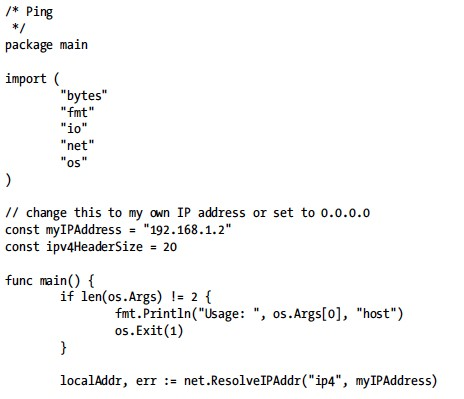 /* Ping
 */
package main

import (
        "bytes"
        "fmt"
        "io"
        "net"
        "os"
)

// change this to my own IP address or set to 0.0.0.0
const myIPAddress = "192.168.1.2"
const ipv4HeaderSize = 20

func main() {
        if len(os.Args) != 2 {
                fmt.Println("Usage: ", os.Args[0], "host")
                os.Exit(1)
        }

        localAddr, err := net.ResolveIPAddr("ip4", myIPAddress)